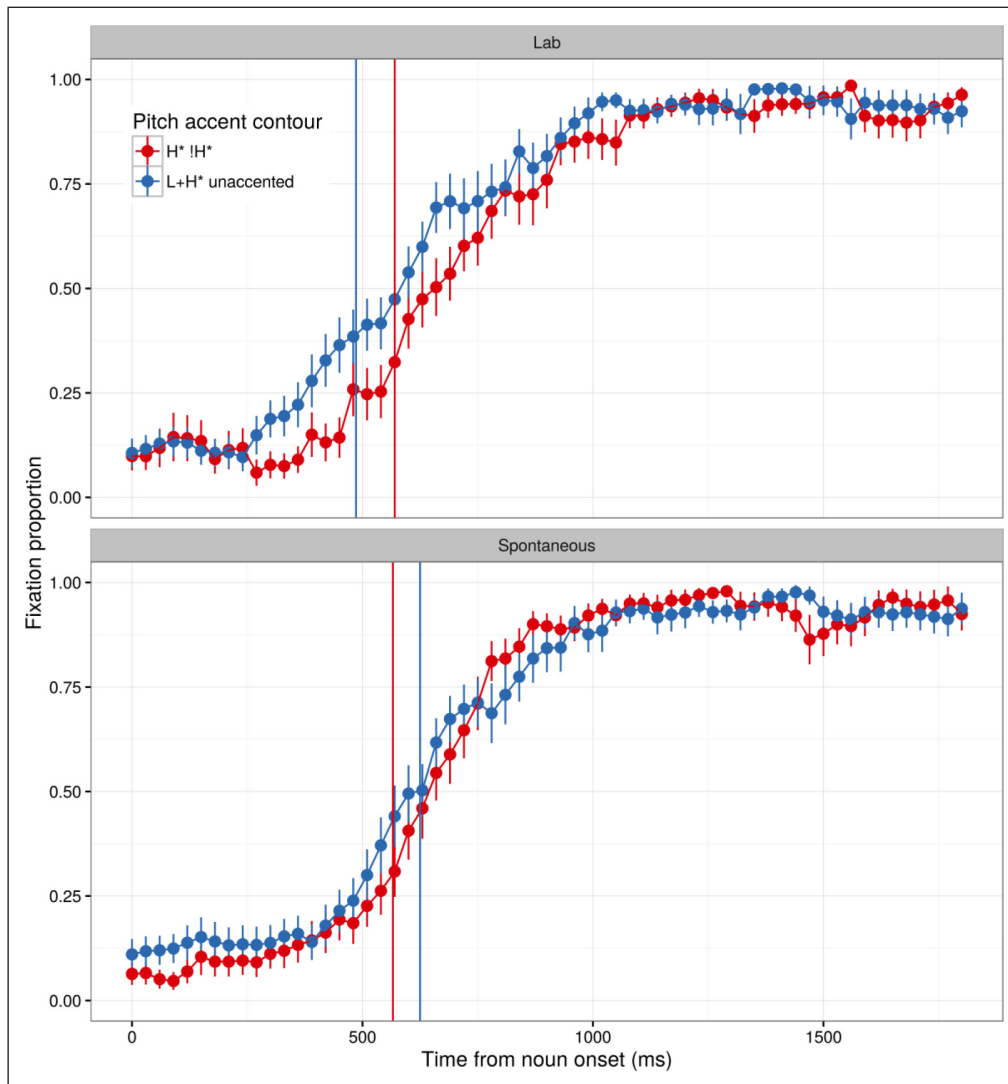 Lab
1.00
0.75
0.50
0.25
0.00
Pitch accent contour
H* !H*
L+H* unaccented
Fixation proportion
Spontaneous
1.00
0.75
0.50
0.25
0.00
0 500 1000 1500
Time from noun onset (ms)